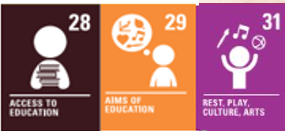 28
ACCESS TO
EDUCATION
29
AIMS OF
EDUCATION
31
REST, PLAY,
CULTURE, ARTS